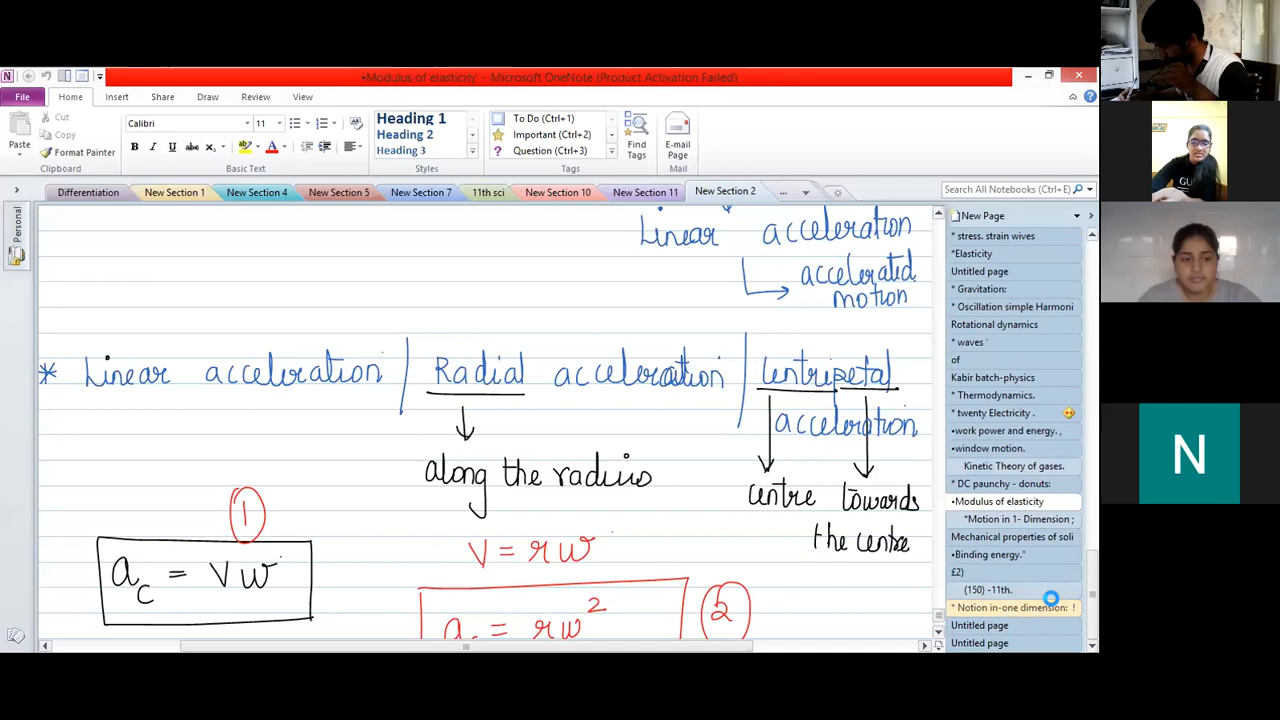 •Modulus of elasticity - Microsoft OneNote (Product Activation Failed)
File Home Insert Share Draw Review View
Paste
Cut
Copy
Format Painter
Clipboard
Calibri 11
B I U abc X₂ ab A
Basic Text
Heading 1
Heading 2
Heading 3
Styles
To Do (Ctrl+1)
Important (Ctrl+2)
Question (Ctrl+3)
Find Tags
Tags
E-mail Page
Mail
Differentiation New Section 1 New Section 4 New Section 5 New Section 7 11th sci New Section 10 New Section 11 New Section 2 ...
Search All Notebooks (Ctrl+E)
Personal
Linear acceleration
accelerated
motion
* Linear acceleration | Radial acceleration | Centripetal
acceleration
along the radius
centre towards
the centre
1
a_c = vw
v = rw
a_c = rw²
2
New Page
* stress. strain wives
*Elasticity
Untitled page
* Gravitation:
* Oscillation simple Harmoni
Rotational dynamics
* waves '
of
Kabir batch-physics
* Thermodynamics.
* twenty Electricity .
•work power and energy. ,
•window motion.
Kinetic Theory of gases.
* DC paunchy - donuts:
•Modulus of elasticity
*Motion in 1- Dimension ;
Mechanical properties of soli
•Binding energy."
£2)
(150) -11th.
* Notion in-one dimension: !
Untitled page
Untitled page
N